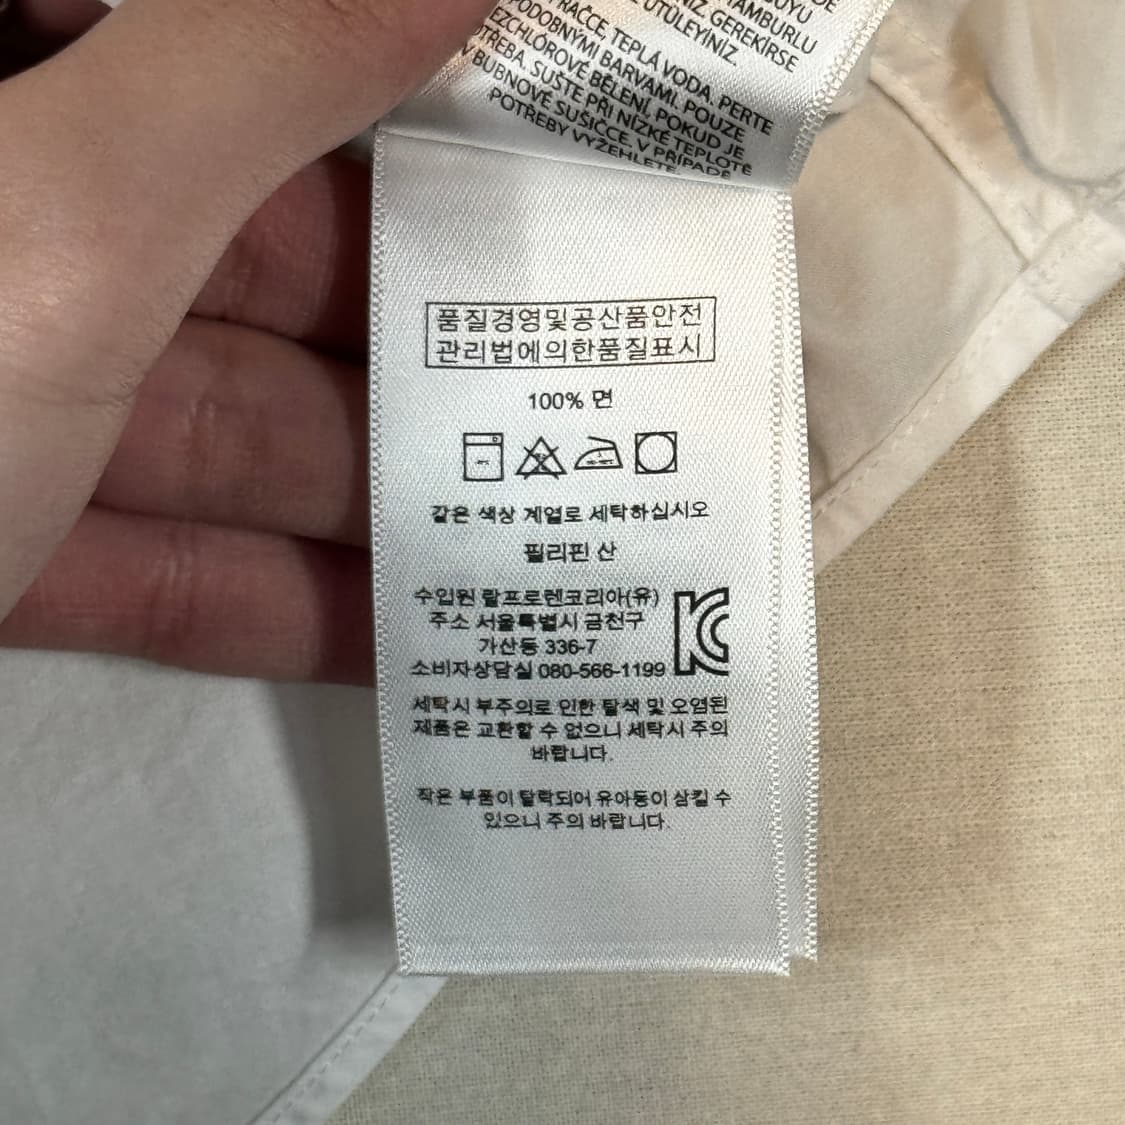 TAMBURLU
NIZ. GEREKİRSE
E ÜTÜLEYİNİZ.
RAČCE, TEPLÁ VODA. PERTE
PODOBNÝMI BARVAMI. POUZE
EZCHLÓROVÉ BĚLENÍ, POKUD JE
OTŘEBA. SUŠTE PŘI NÍZKÉ TEPLOTĚ
V BUBNOVÉ SUŠIČCE. V PŘÍPADĚ
POTŘEBY VYŽEHLETE.
품질경영및공산품안전
관리법에의한품질표시
100% 면
같은 색상 계열로 세탁하십시오
필리핀 산
수입원 랄프로렌코리아(유)
주소 서울특별시 금천구
가산동 336-7
소비자상담실 080-566-1199
세탁시 부주의로 인한 탈색 및 오염된
제품은 교환할 수 없으니 세탁시 주의
바랍니다.
작은 부품이 탈락되어 유아동이 삼킬 수
있으니 주의 바랍니다.